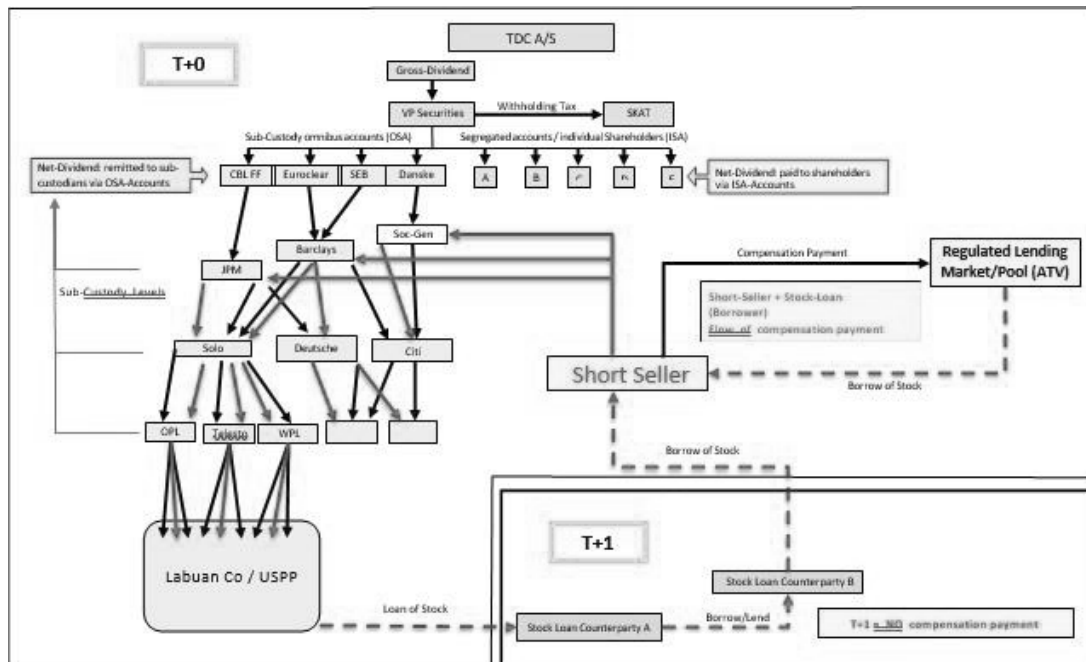 TDC A/S
T+0
Gross-Dividend
VP Securities
Withholding Tax
SKAT
Sub-Custody omnibus accounts (OSA)
Segregated accounts / individual Shareholders (ISA)
Net-Dividend: remitted to sub-
custodians via OSA-Accounts
CBL FF
Euroclear
SEB
Danske
A
B
Net-Dividend: paid to shareholders
via ISA-Accounts
Soc-Gen
Barclays
JPM
Compensation Payment
Regulated Lending
Market/Pool (ATV)
Sub-Custody Levels
Short-Seller + Stock-Loan
(Borrower)
Flow of compensation payment
Solo
Deutsche
Citi
Short Seller
Borrow of Stock
OPL
Telesto
WPL
Borrow of Stock
T+1
Labuan Co / USPP
Stock Loan Counterparty B
Loan of Stock
Stock Loan Counterparty A
Borrow/Lend
T+1 = NO compensation payment